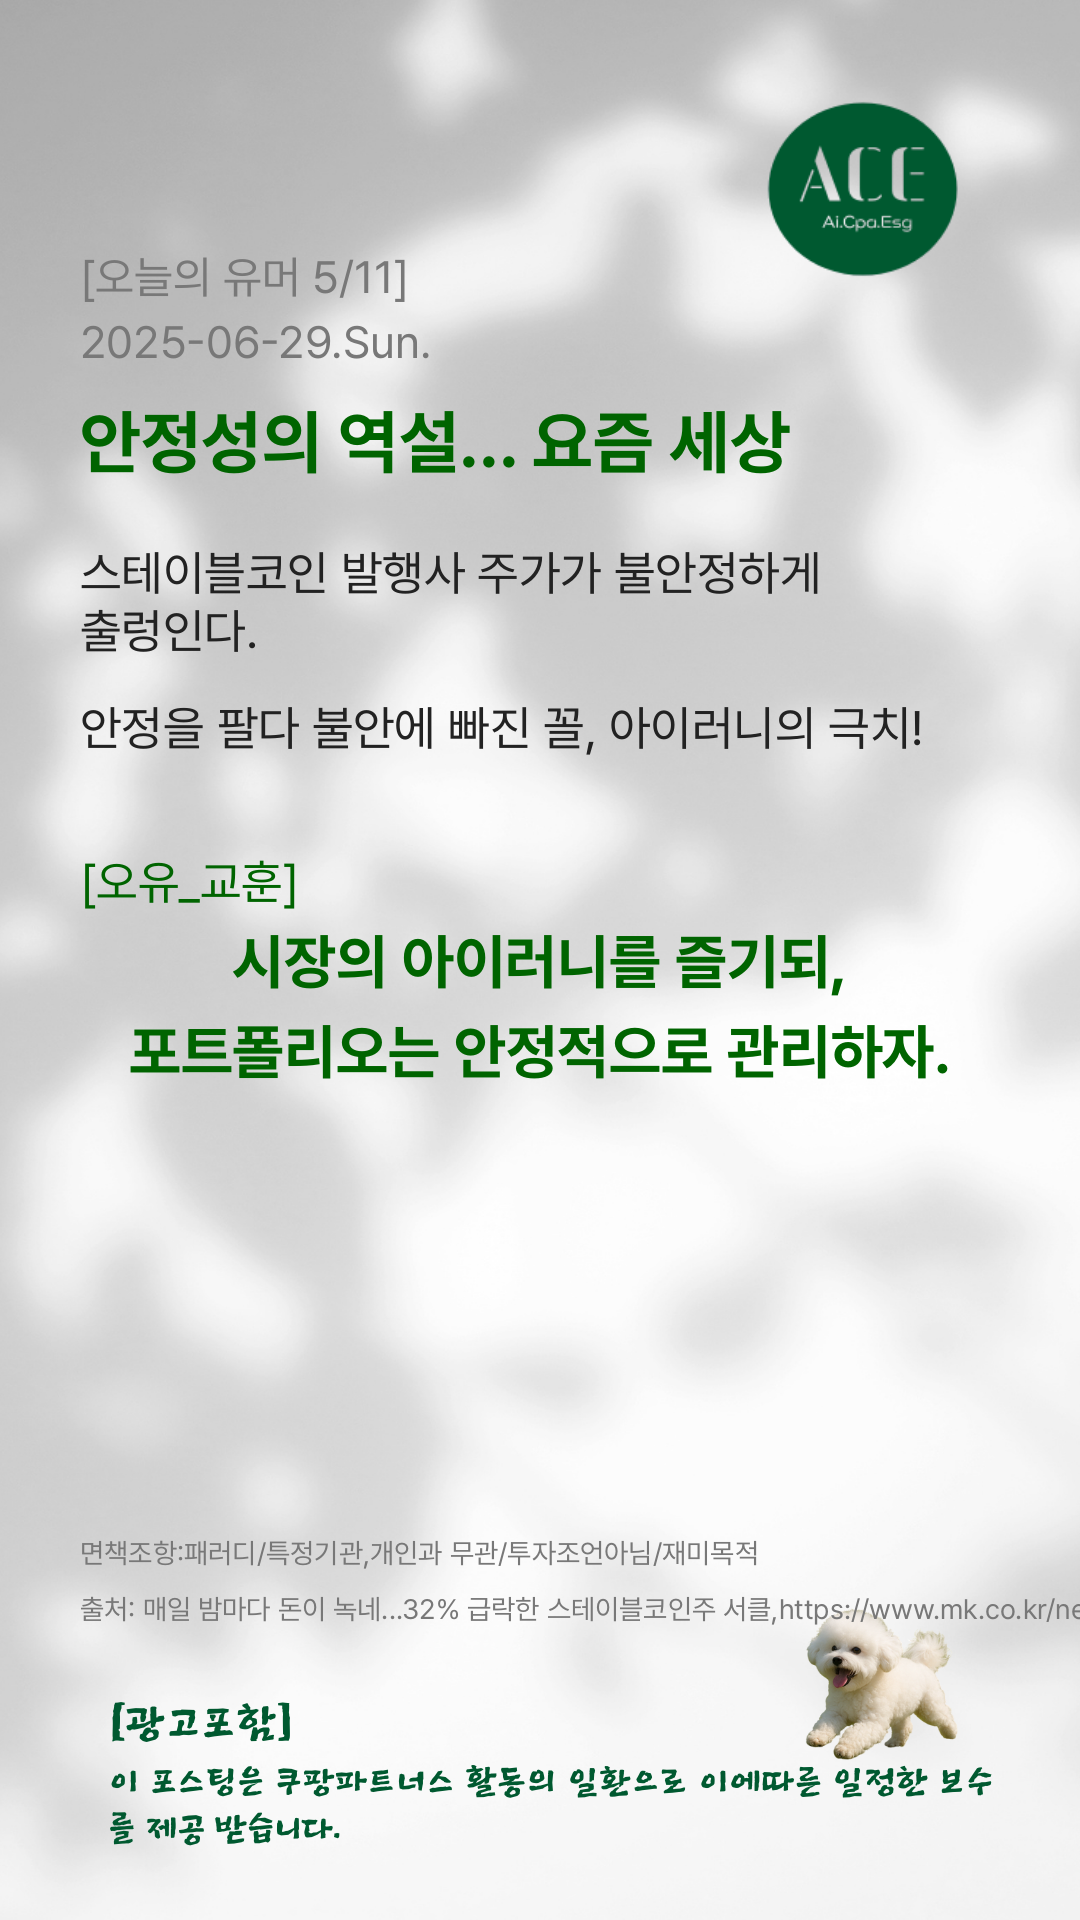 ACE
Ai.Cpa.Esg
[오늘의 유머 5/11]
2025-06-29.Sun.
안정성의 역설... 요즘 세상
스테이블코인 발행사 주가가 불안정하게
출렁인다.
안정을 팔다 불안에 빠진 꼴, 아이러니의 극치!
[오유_교훈]
시장의 아이러니를 즐기되,
포트폴리오는 안정적으로 관리하자.
면책조항:패러디/특정기관,개인과 무관/투자조언아님/재미목적
출처: 매일 밤마다 돈이 녹네...32% 급락한 스테이블코인주 서클,https://www.mk.co.kr/ne
[광고포함]
이 포스팅은 쿠팡파트너스 활동의 일환으로 이에따른 일정한 보수
를 제공 받습니다.